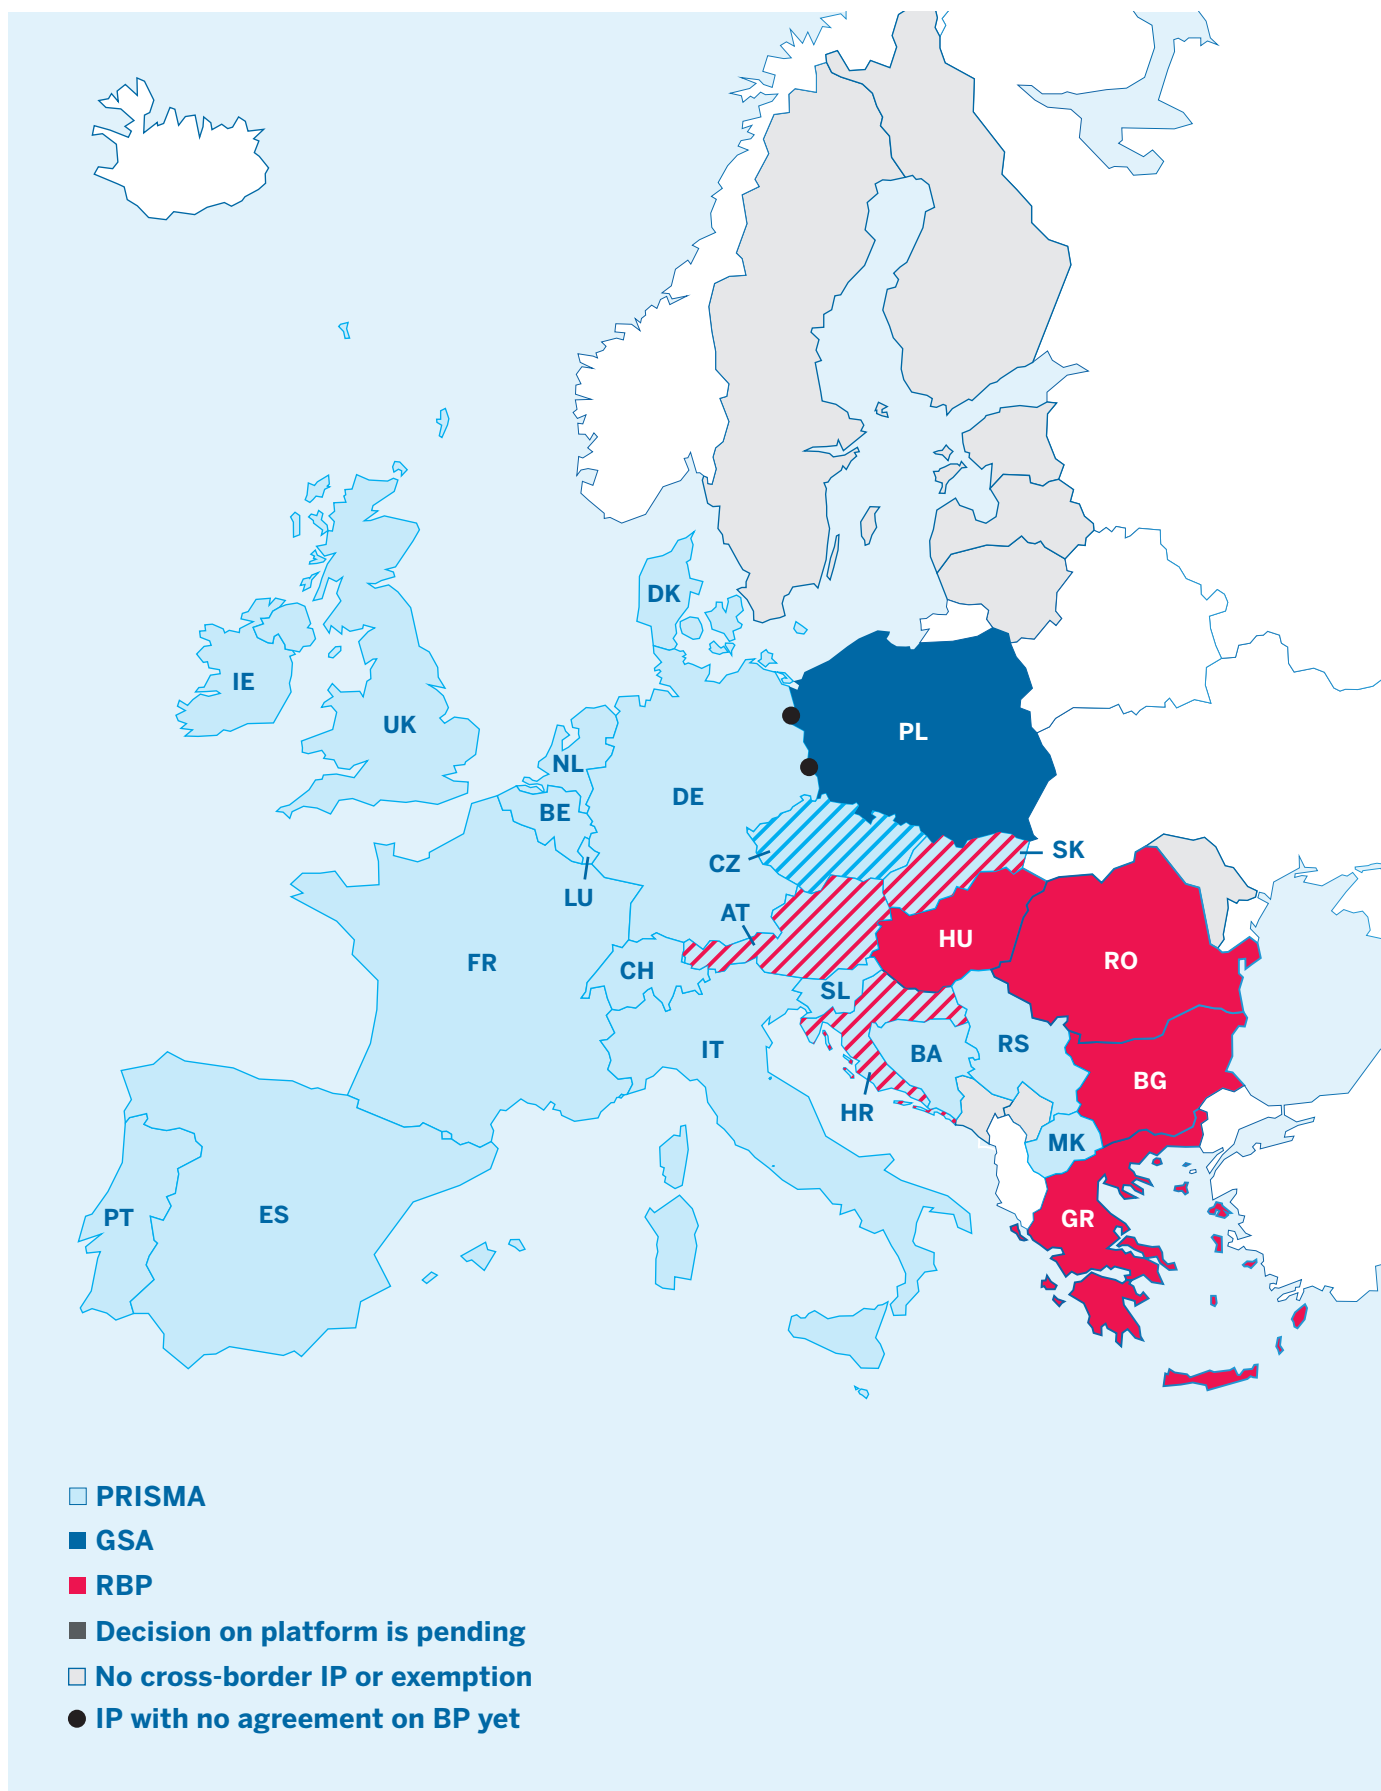 DK
IE
UK
PL
NL
DE
BE
CZ
SK
LU
AT
HU
FR
CH
RO
SL
IT
BA
RS
BG
HR
MK
PT
ES
GR
PRISMA
GSA
RBP
Decision on platform is pending
No cross-border IP or exemption
IP with no agreement on BP yet